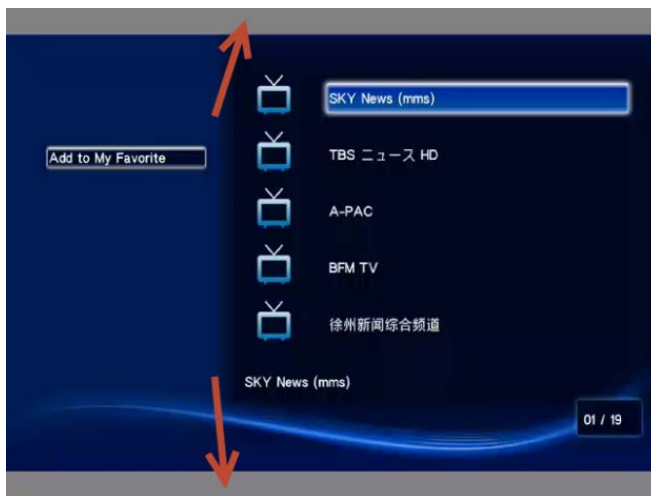 SKY News (mms)
Add to My Favorite
TBS ニュース HD
A-PAC
BFM TV
徐州新闻综合频道
SKY News (mms)
01 / 19